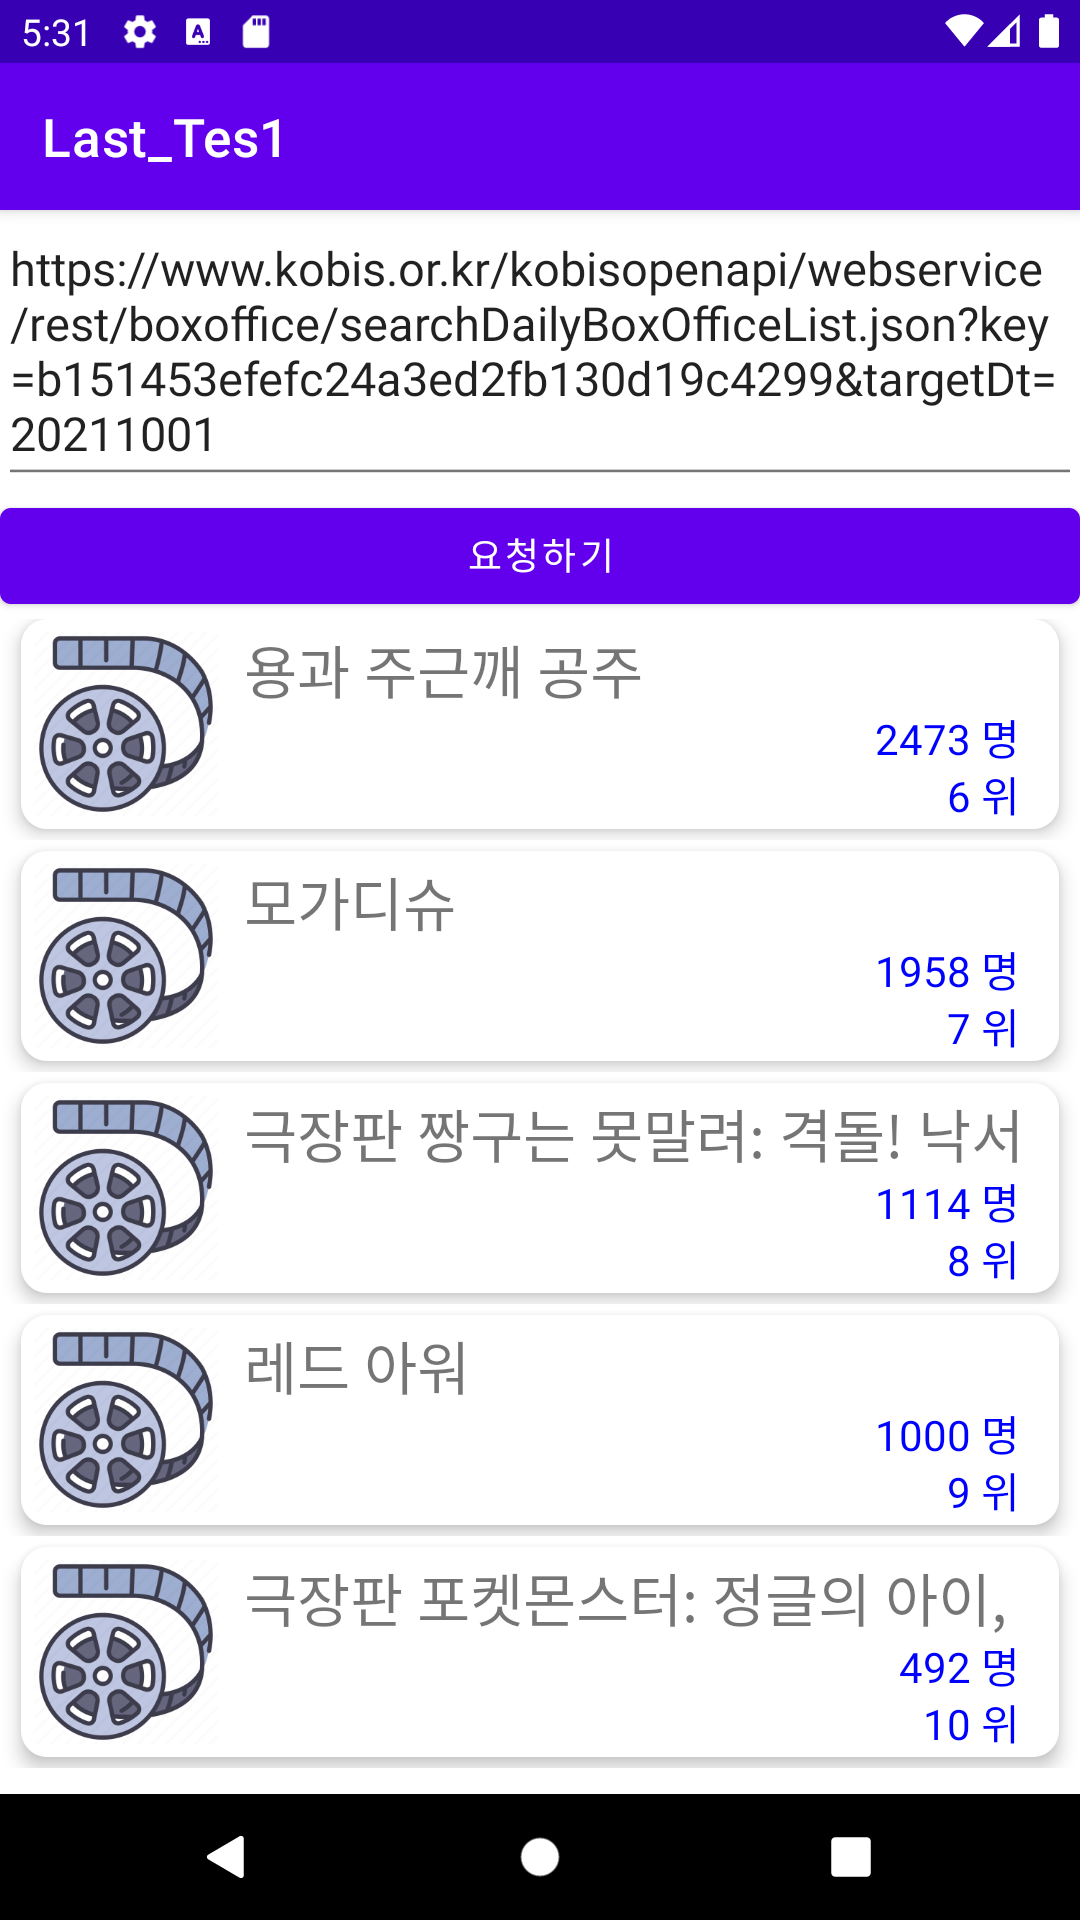 5:31
Last_Tes1
https://www.kobis.or.kr/kobisopenapi/webservice
/rest/boxoffice/searchDailyBoxOfficeList.json?key
=b151453efefc24a3ed2fb130d19c4299&targetDt=
20211001
요청하기
용과 주근깨 공주
2473 명
6 위
모가디슈
1958 명
7 위
극장판 짱구는 못말려: 격돌! 낙서
1114 명
8 위
레드 아워
1000 명
9 위
극장판 포켓몬스터: 정글의 아이,
492 명
10 위